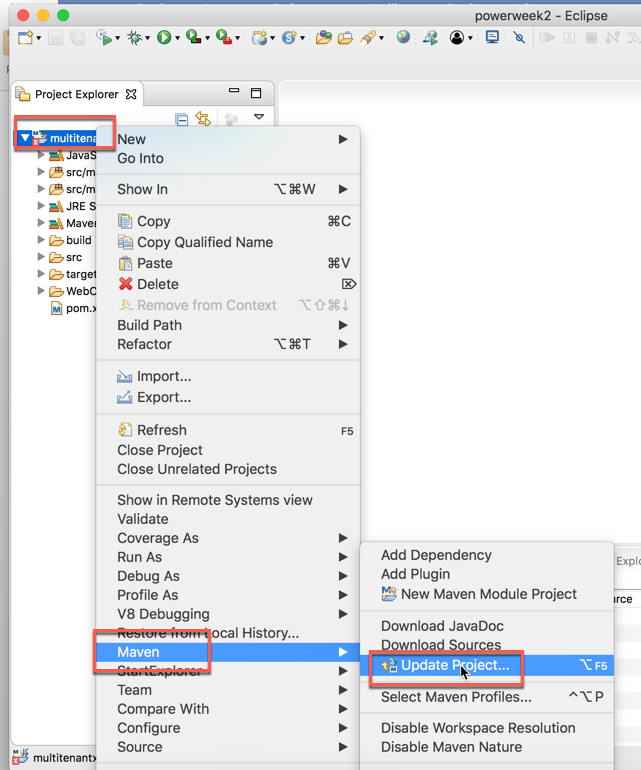 powerweek2 - Eclipse
Project Explorer
multitena
New
JavaS
Go Into
src/m
src/m
Show In ⌥⌘W
JRE S
Maven
Copy ⌘C
build
Copy Qualified Name
src
Paste ⌘V
target
Delete ⌦
WebC
Remove from Context ⌥⇧⌘↓
pom.x
Build Path
Refactor ⌥⌘T
Import...
Export...
Refresh F5
Close Project
Close Unrelated Projects
Show in Remote Systems view
Validate
Coverage As
Run As
Debug As
Profile As
V8 Debugging
Restore from Local History...
Maven
StartExplorer
Team
Compare With
Configure
Source
Add Dependency
Add Plugin
New Maven Module Project
Download JavaDoc
Download Sources
Update Project... ⌥F5
Select Maven Profiles... ^⌥P
Disable Workspace Resolution
Disable Maven Nature
Explo
rce
multitenantx